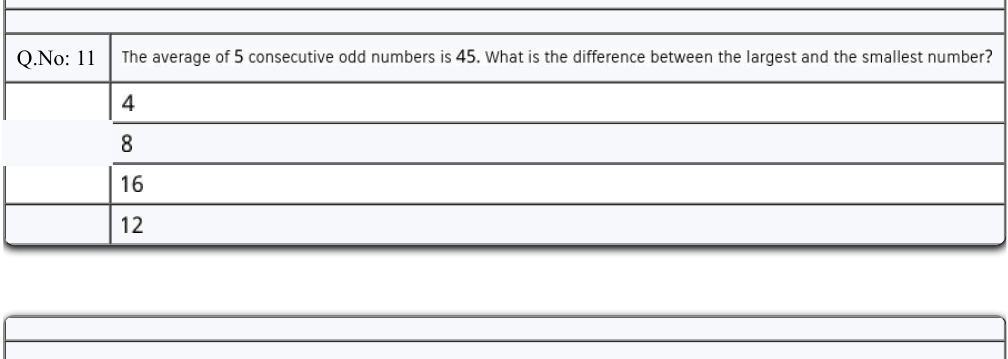 Q.No: 11 The average of 5 consecutive odd numbers is 45. What is the difference between the largest and the smallest number?
4
8
16
12